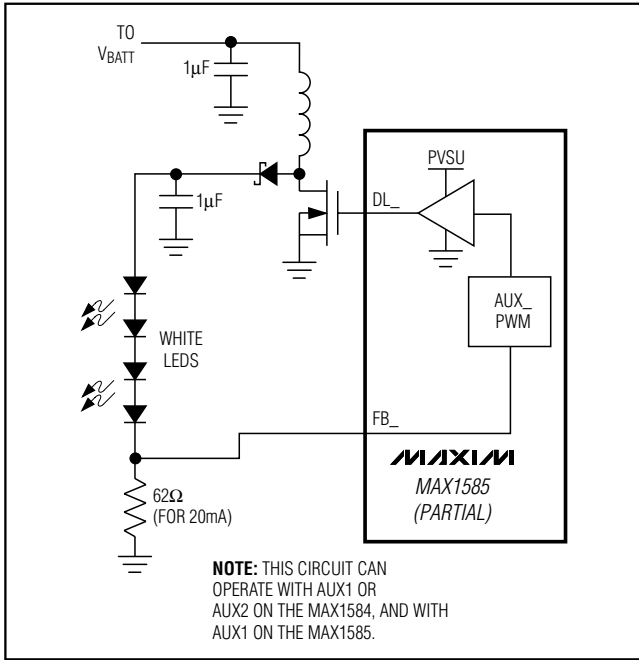 TO
VBATT
1µF
PVSU
DL_
1µF
AUX_
PWM
WHITE
LEDS
FB_
MAXIM
MAX1585
(PARTIAL)
62Ω
(FOR 20mA)
NOTE: THIS CIRCUIT CAN
OPERATE WITH AUX1 OR
AUX2 ON THE MAX1584, AND WITH
AUX1 ON THE MAX1585.